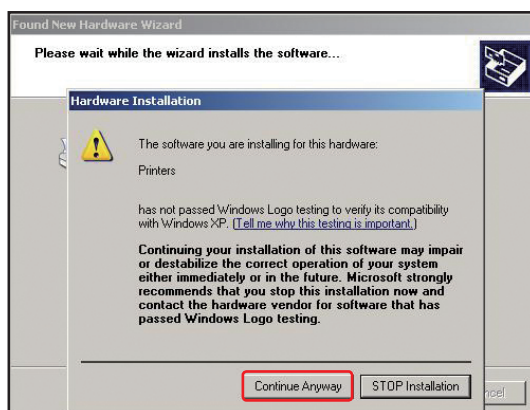 Found New Hardware Wizard
Please wait while the wizard installs the software...
Hardware Installation
The software you are installing for this hardware:
Printers
has not passed Windows Logo testing to verify its compatibility
with Windows XP. (Tell me why this testing is important.)
Continuing your installation of this software may impair
or destabilize the correct operation of your system
either immediately or in the future. Microsoft strongly
recommends that you stop this installation now and
contact the hardware vendor for software that has
passed Windows Logo testing.
Continue Anyway STOP Installation